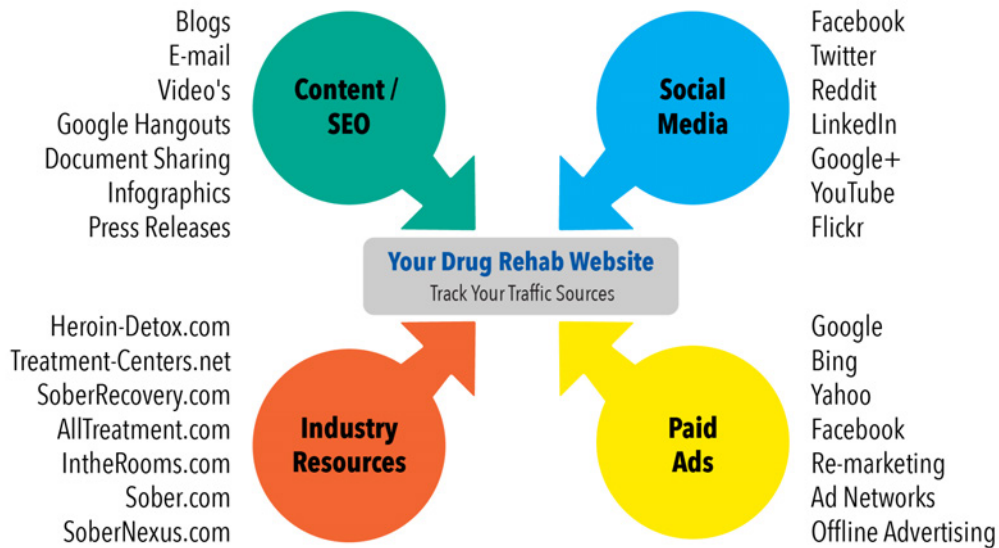 Blogs
E-mail
Video's
Google Hangouts
Document Sharing
Infographics
Press Releases
Content /
SEO
Social
Media
Facebook
Twitter
Reddit
LinkedIn
Google+
YouTube
Flickr
Your Drug Rehab Website
Track Your Traffic Sources
Heroin-Detox.com
Treatment-Centers.net
SoberRecovery.com
AllTreatment.com
IntheRooms.com
Sober.com
SoberNexus.com
Industry
Resources
Paid
Ads
Google
Bing
Yahoo
Facebook
Re-marketing
Ad Networks
Offline Advertising